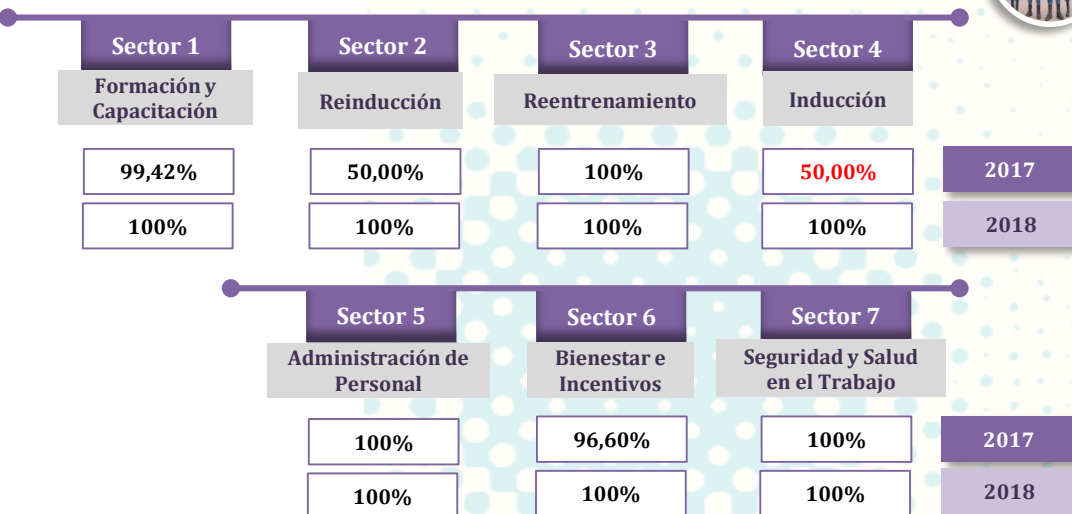 Sector 1
Sector 2
Sector 3
Sector 4
Formación y
Capacitación
Reinducción
Reentrenamiento
Inducción
99,42%
50,00%
100%
50,00%
2017
100%
100%
100%
100%
2018
Sector 5
Sector 6
Sector 7
Administración de
Personal
Bienestar e
Incentivos
Seguridad y Salud
en el Trabajo
100%
96,60%
100%
2017
100%
100%
100%
2018